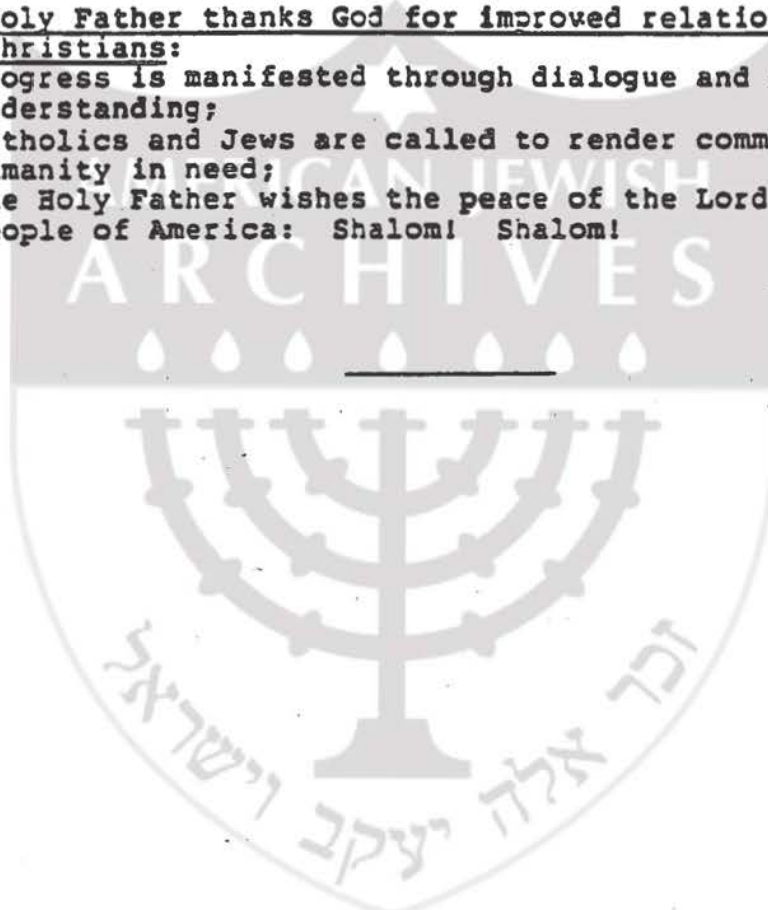 oly Father thanks God for improved relatio
hristians:
ogress is manifested through dialogue and
derstanding;
tholics and Jews are called to render comm
manity in need;
e Holy Father wishes the peace of the Lord
ople of America: Shalom! Shalom!
AMERICAN JEWISH
ARCHIVES
זכר אלה יעקב וישראל